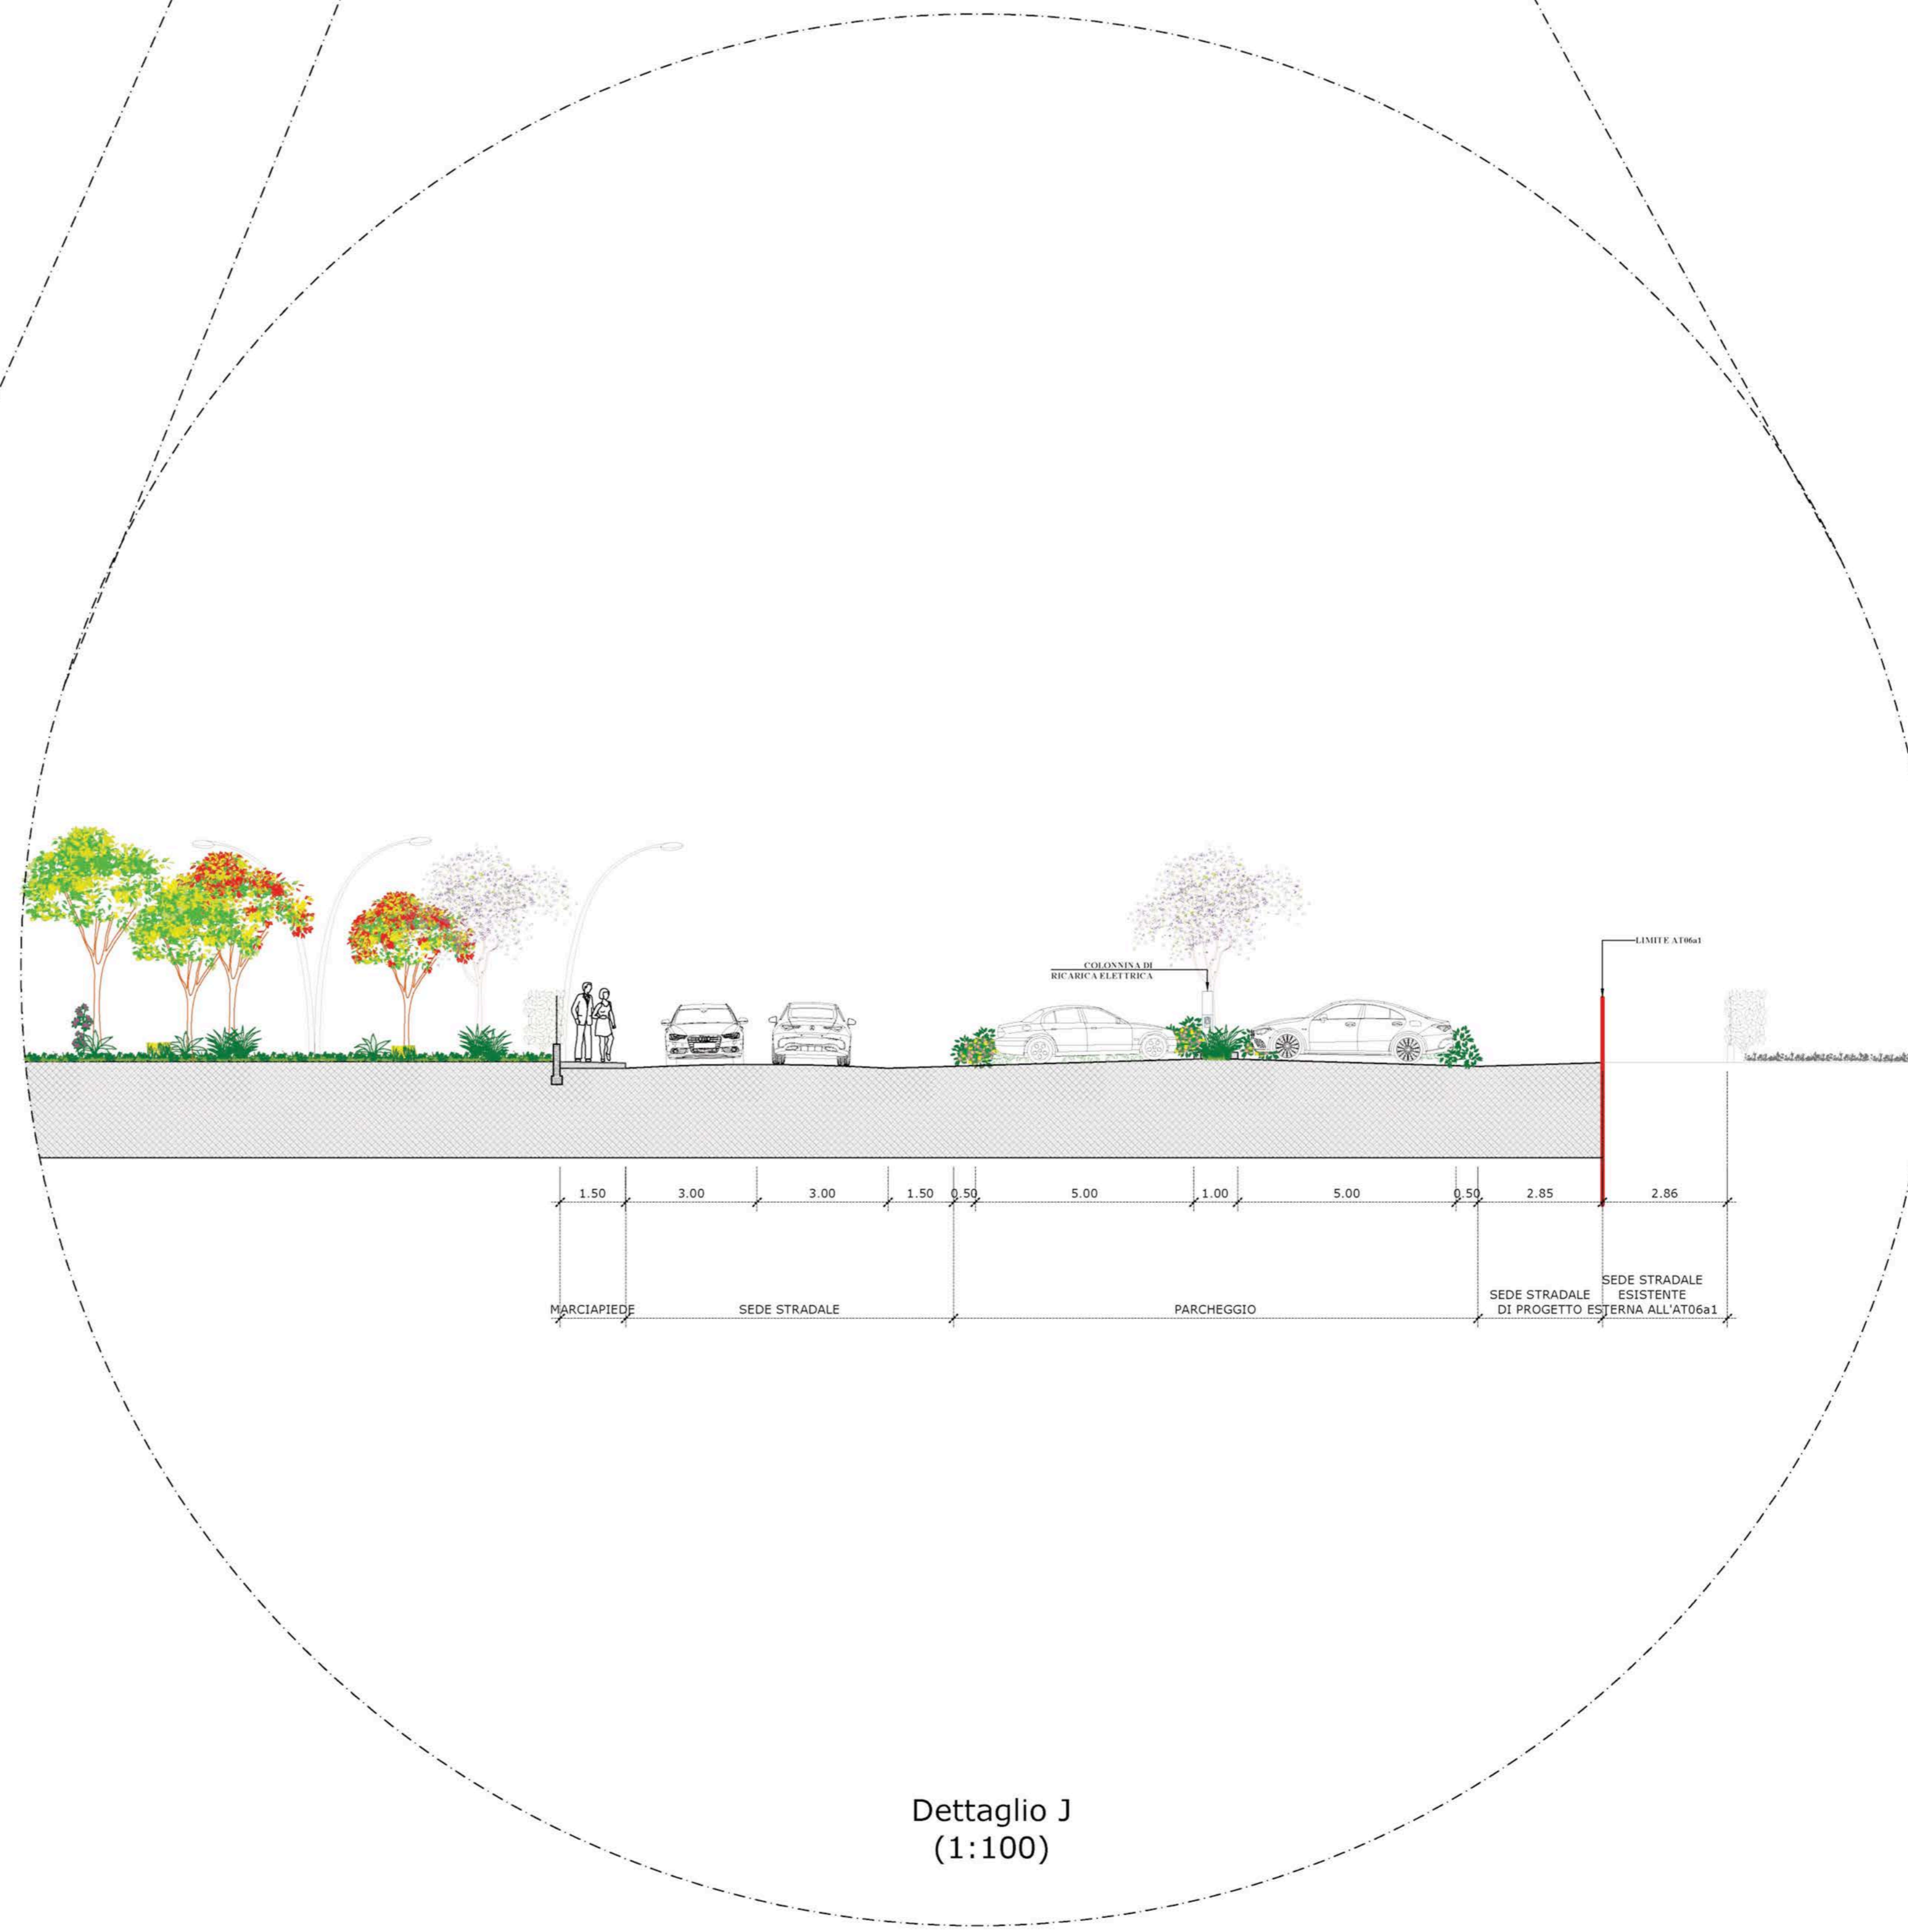 LIMITE AT06a1
COLONNINA DI
RICARICA ELETTRICA
1.50
3.00
3.00
1.50
0.50
5.00
1.00
5.00
0.50
2.85
2.86
MARCIAPIEDE
SEDE STRADALE
PARCHEGGIO
SEDE STRADALE
DI PROGETTO
SEDE STRADALE
ESISTENTE
ESTERNA ALL'AT06a1
Dettaglio J
(1:100)